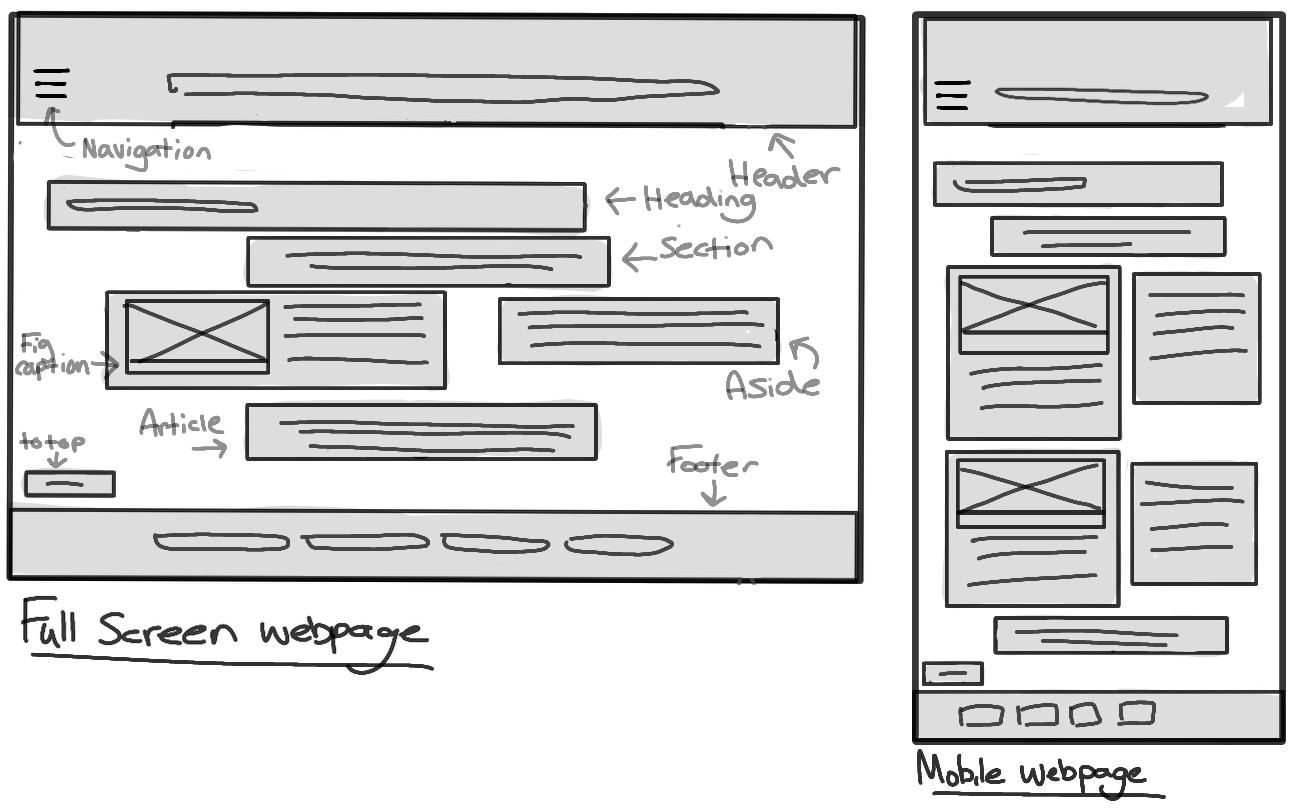 Navigation
Header
Heading
Section
Fig
caption
Aside
Article
to top
Footer
Full Screen webpage
Mobile webpage